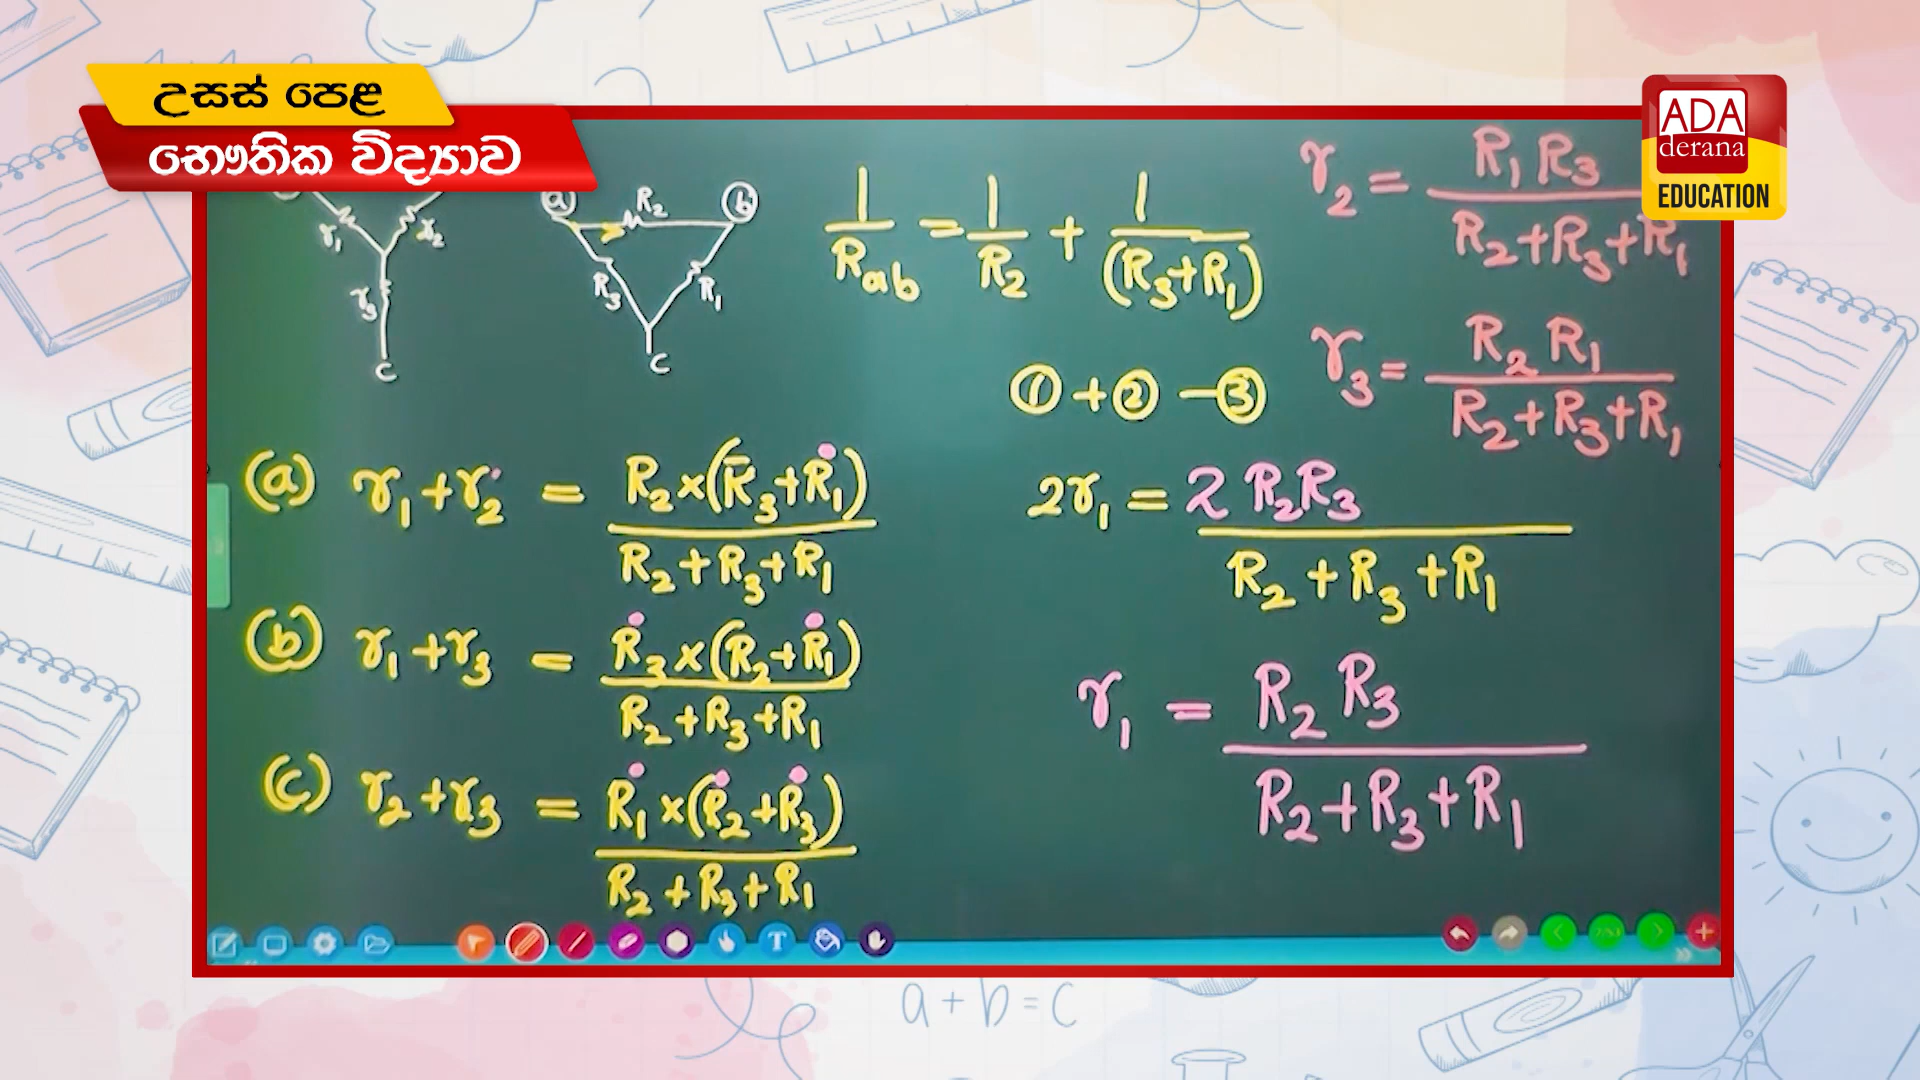 උසස් පෙළ
භෞතික විද්‍යාව
ADA
derana
EDUCATION
r₁ r₂
r₃
C
a R₂ b
R₃ R₁
C
1/R_ab = 1/R₂ + 1/(R₃+R₁)
r₂ = R₁R₃/(R₂+R₃+R₁)
r₃ = R₂R₁/(R₂+R₃+R₁)
① + ② − ③
(a) r₁+r₂ = R₂×(R₃+R₁)/(R₂+R₃+R₁)
(b) r₁+r₃ = R₃×(R₂+R₁)/(R₂+R₃+R₁)
(c) r₂+r₃ = R₁×(R₂+R₃)/(R₂+R₃+R₁)
2r₁ = 2R₂R₃/(R₂+R₃+R₁)
r₁ = R₂R₃/(R₂+R₃+R₁)
T
a+b=c